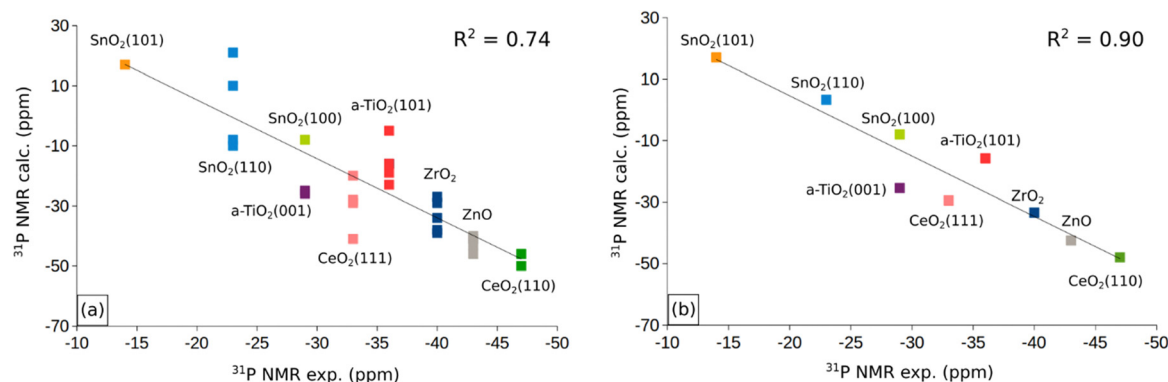 30
10
-10
-30
-50
-70
-10
-15
-20
-25
-30
-35
-40
-45
-50
³¹P NMR calc. (ppm)
³¹P NMR exp. (ppm)
R² = 0.74
SnO₂(101)
a-TiO₂(101)
SnO₂(100)
SnO₂(110)
ZrO₂
a-TiO₂(001)
ZnO
CeO₂(111)
CeO₂(110)
(a)
30
10
-10
-30
-50
-70
-10
-15
-20
-25
-30
-35
-40
-45
-50
³¹P NMR calc. (ppm)
³¹P NMR exp. (ppm)
R² = 0.90
SnO₂(101)
SnO₂(110)
SnO₂(100)
a-TiO₂(101)
a-TiO₂(001)
ZrO₂
CeO₂(111)
ZnO
CeO₂(110)
(b)